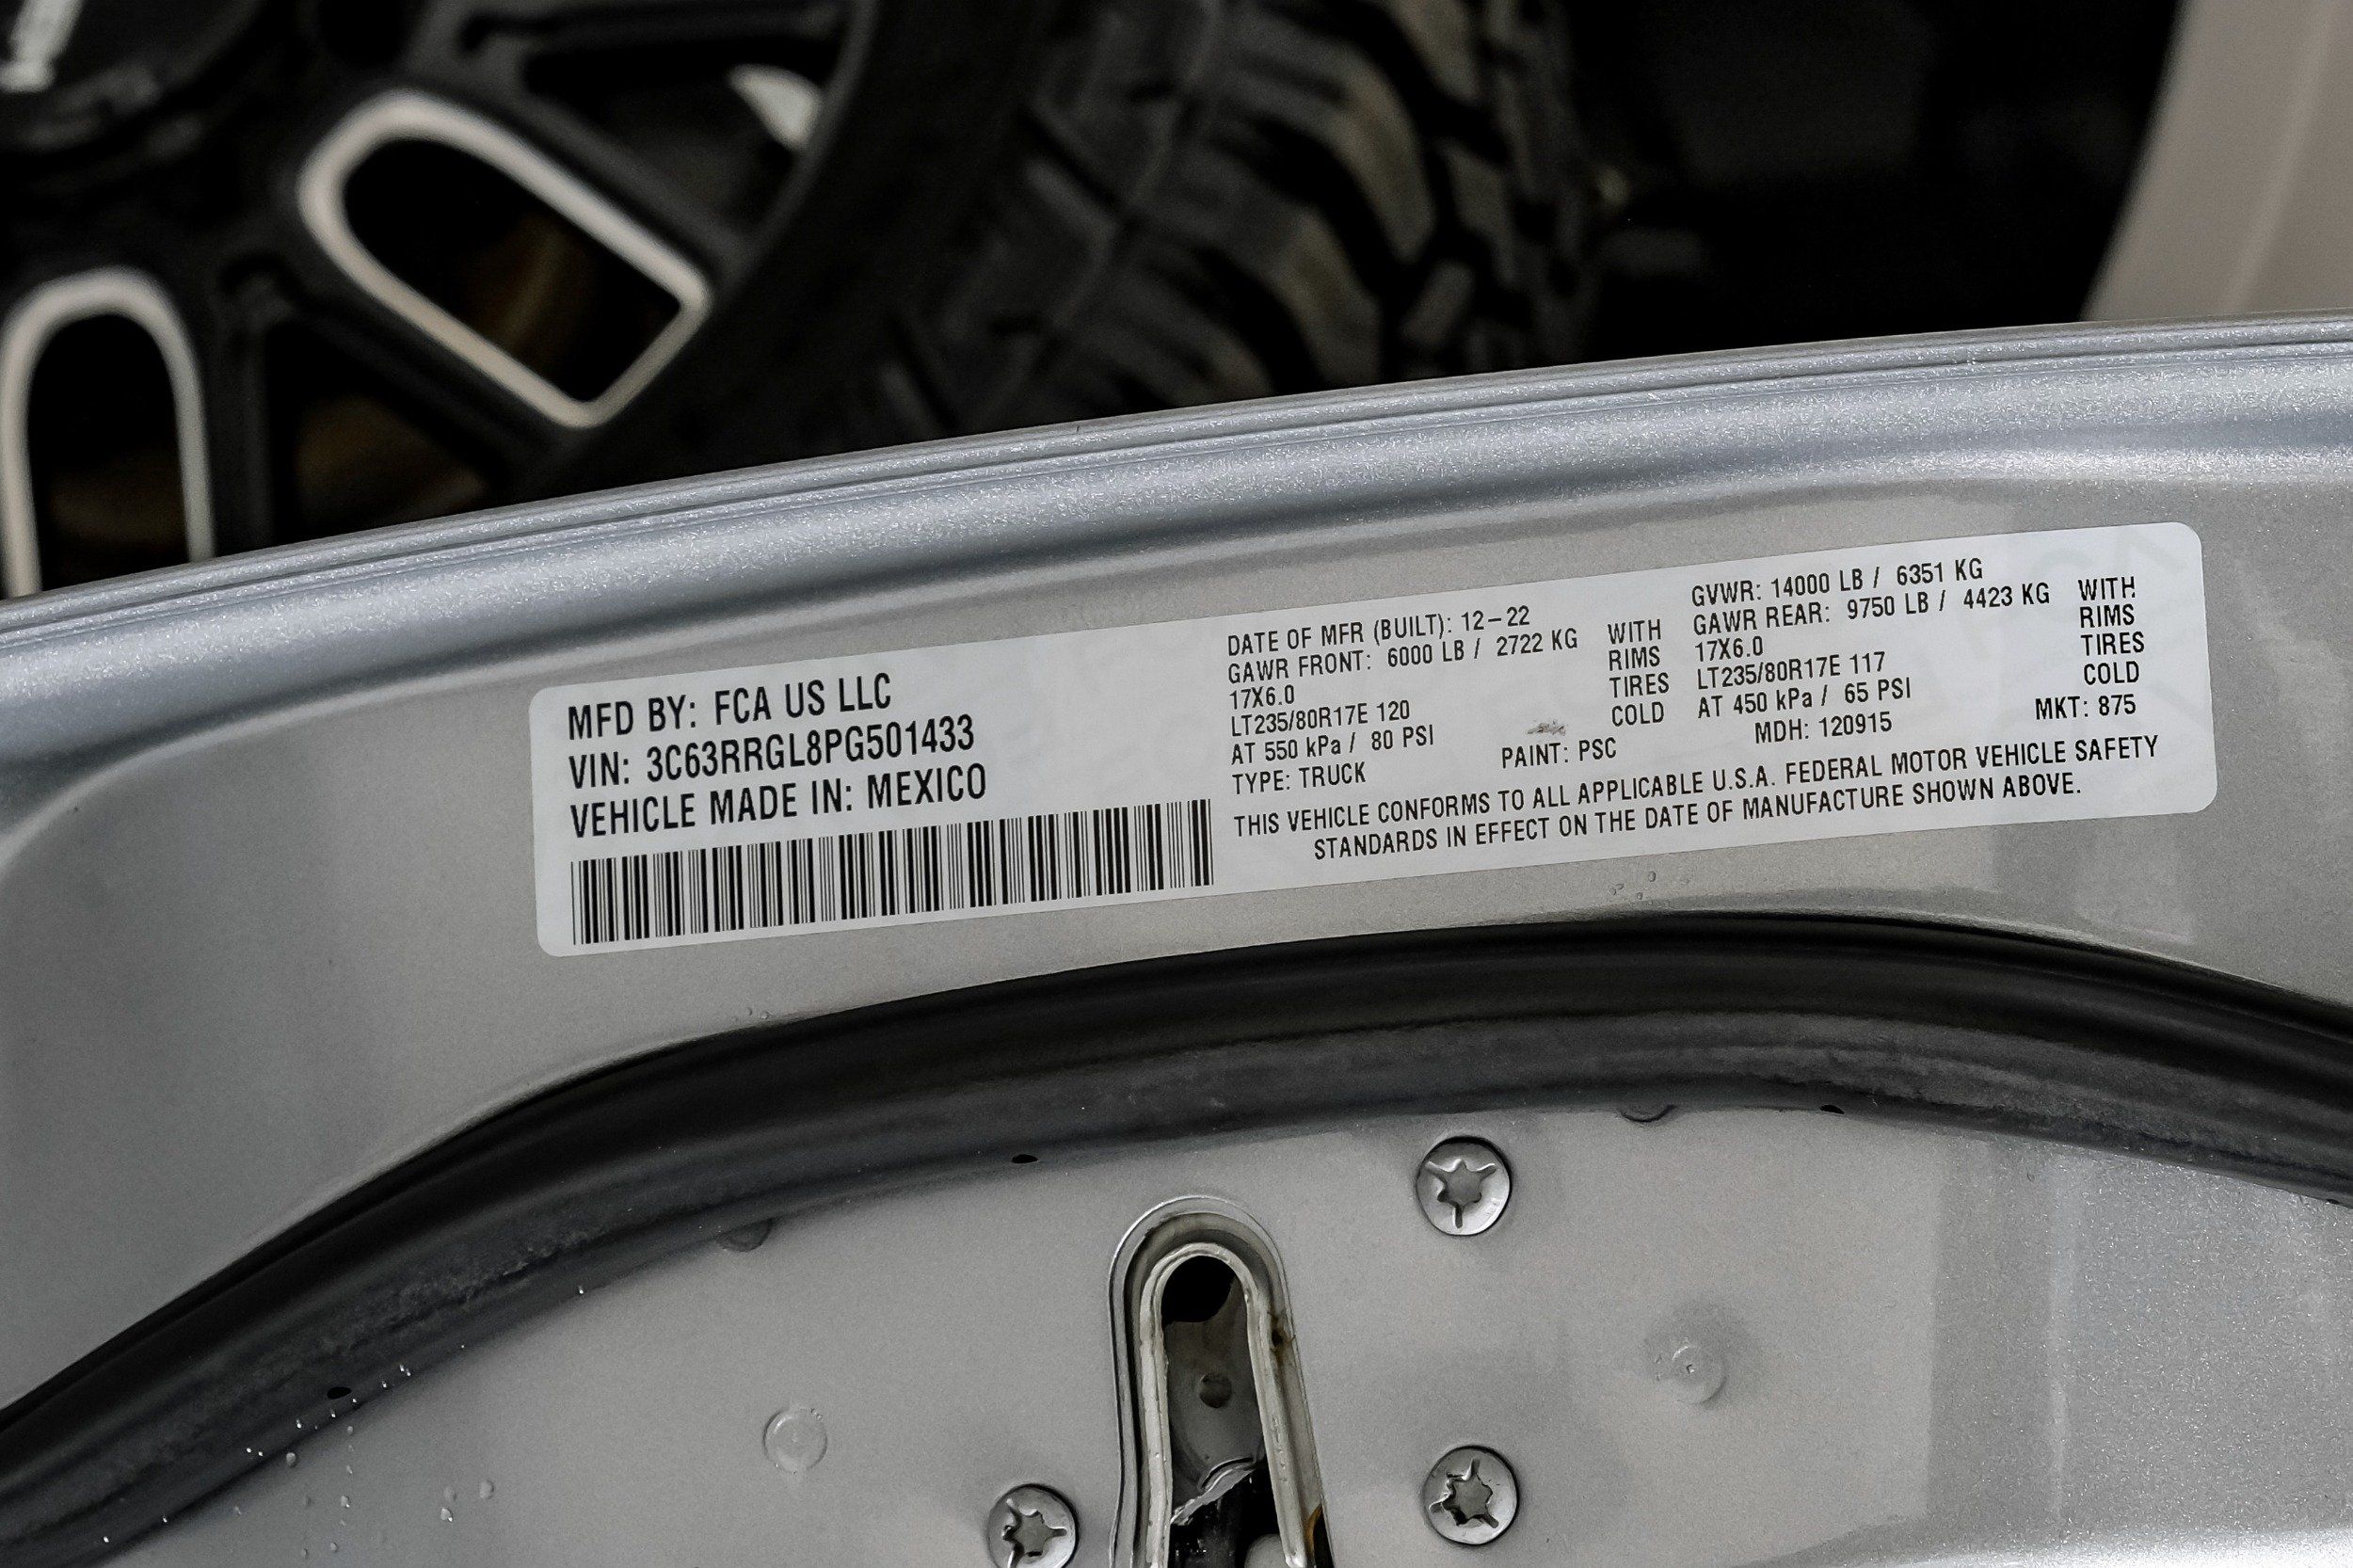 MFD BY: FCA US LLC
VIN: 3C63RRGL8PG501433
VEHICLE MADE IN: MEXICO
DATE OF MFR (BUILT): 12-22
GAWR FRONT: 6000 LB / 2722 KG WITH
17X6.0 RIMS
LT235/80R17E 120 TIRES
AT 550 kPa / 80 PSI COLD
TYPE: TRUCK
PAINT: PSC
GVWR: 14000 LB / 6351 KG
GAWR REAR: 9750 LB / 4423 KG WITH
17X6.0 RIMS
LT235/80R17E 117 TIRES
AT 450 kPa / 65 PSI COLD
MDH: 120915
MKT: 875
THIS VEHICLE CONFORMS TO ALL APPLICABLE U.S.A. FEDERAL MOTOR VEHICLE SAFETY
STANDARDS IN EFFECT ON THE DATE OF MANUFACTURE SHOWN ABOVE.